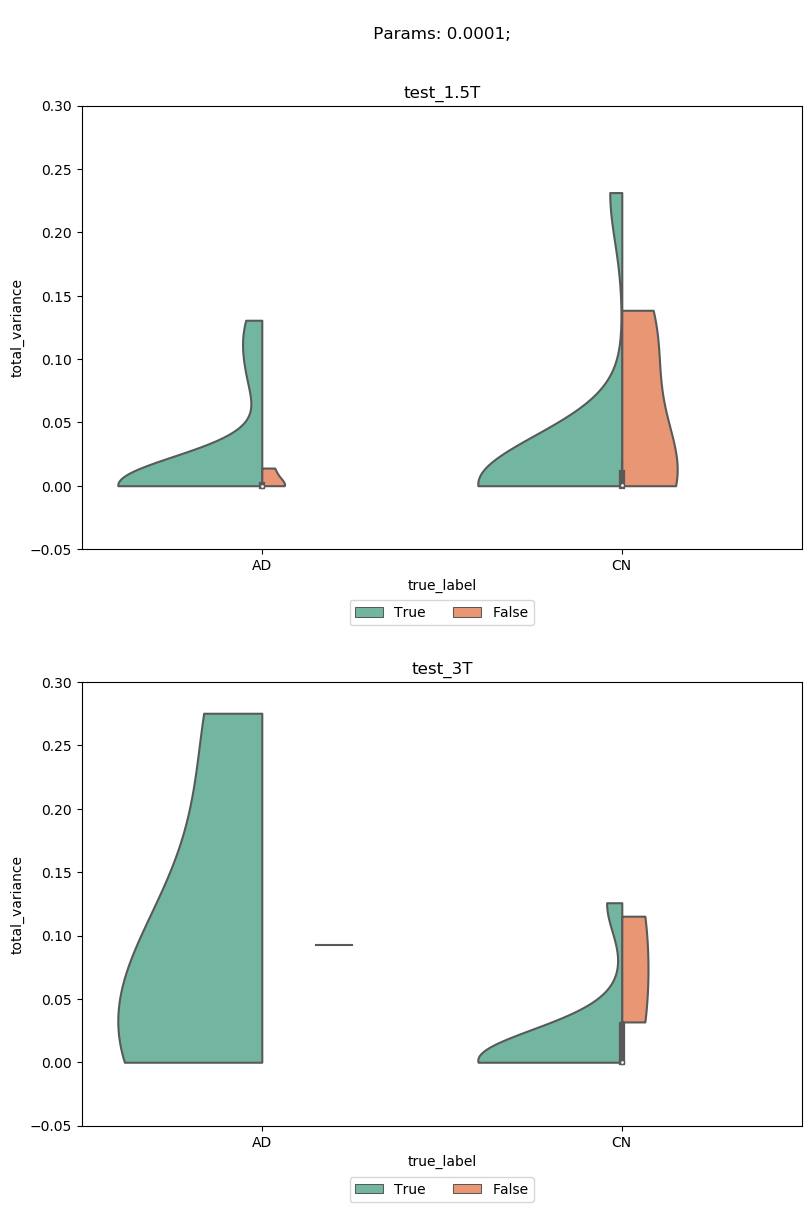 Params: 0.0001;
test_1.5T
0.30
0.25
0.20
0.15
0.10
0.05
0.00
−0.05
total_variance
AD CN
true_label
True False
test_3T
0.30
0.25
0.20
0.15
0.10
0.05
0.00
−0.05
total_variance
AD CN
true_label
True False